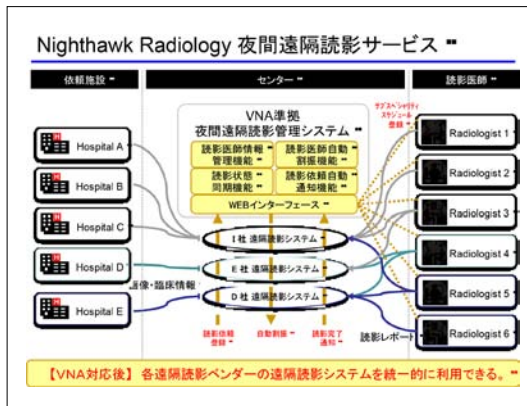 Nighthawk Radiology 夜間遠隔読影サービス
依頼施設
センター
読影医師
VNA準拠
夜間遠隔読影管理システム
読影医師情報
管理機能
読影医師自動
割振機能
読影状態
同期機能
読影依頼自動
通知機能
WEBインターフェース
サブスペシャリティ
スケジュール
登録
Hospital A
Hospital B
Hospital C
Hospital D
Hospital E
画像・臨床情報
I 社 遠隔読影システム
E 社 遠隔読影システム
D 社 遠隔読影システム
読影依頼
登録
自動割振
読影完了
通知
読影レポート
Radiologist 1
Radiologist 2
Radiologist 3
Radiologist 4
Radiologist 5
Radiologist 6
【VNA対応後】 各遠隔読影ベンダーの遠隔読影システムを統一的に利用できる。